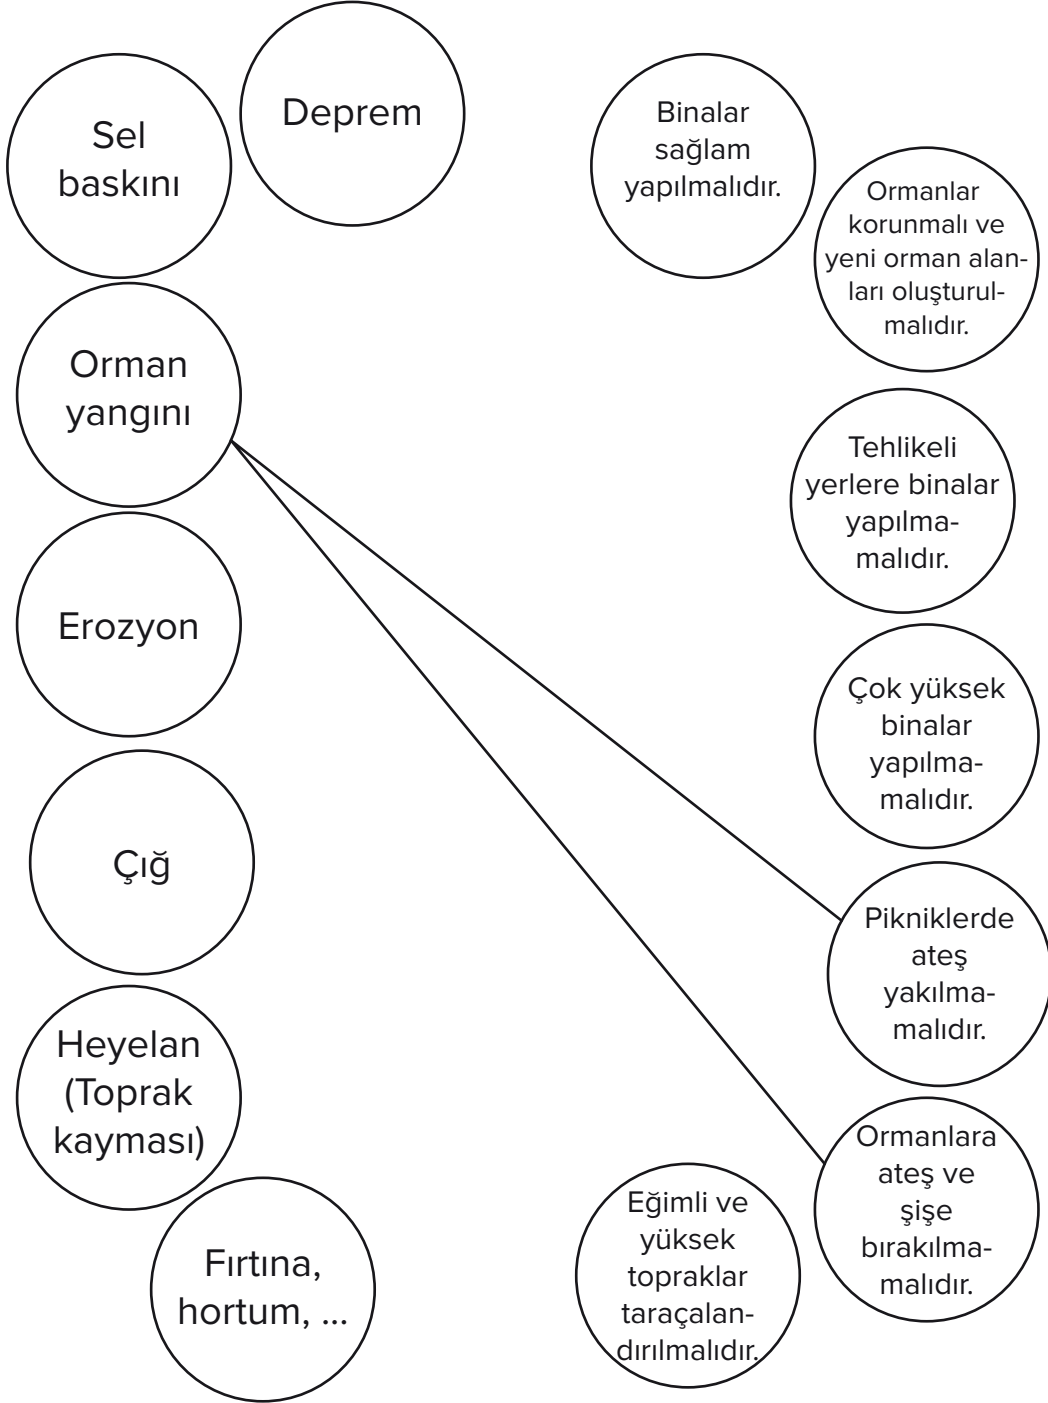 Sel
baskını
Deprem
Orman
yangını
Erozyon
Çığ
Heyelan
(Toprak
kayması)
Fırtına,
hortum, ...
Binalar
sağlam
yapılmalıdır.
Ormanlar
korunmalı ve
yeni orman alan-
ları oluşturul-
malıdır.
Tehlikeli
yerlere binalar
yapılma-
malıdır.
Çok yüksek
binalar
yapılma-
malıdır.
Pikniklerde
ateş
yakılma-
malıdır.
Ormanlara
ateş ve
şişe
bırakılma-
malıdır.
Eğimli ve
yüksek
topraklar
taraçalan-
dırılmalıdır.